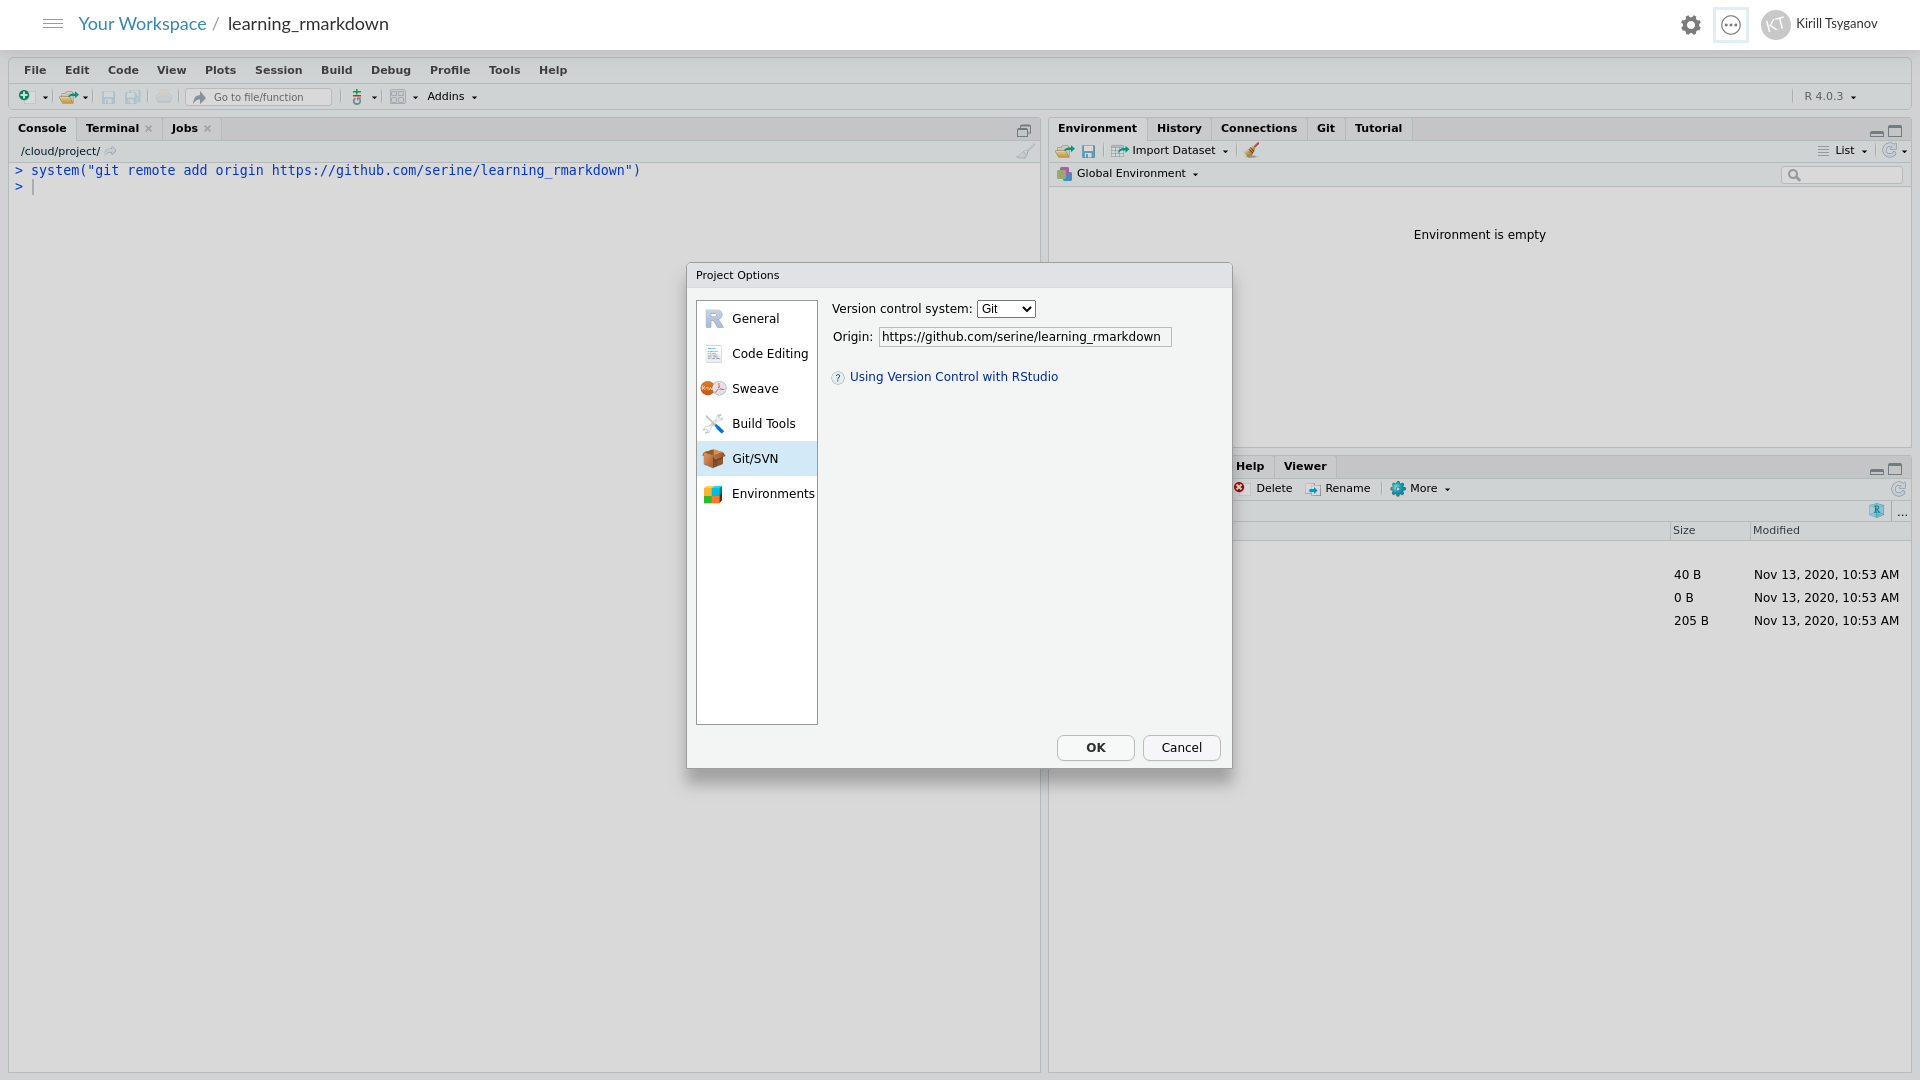 Your Workspace / learning_rmarkdown
KT Kirill Tsyganov
File Edit Code View Plots Session Build Debug Profile Tools Help
Go to file/function Addins R 4.0.3
Console Terminal Jobs
/cloud/project/
> system("git remote add origin https://github.com/serine/learning_rmarkdown")
>
Environment History Connections Git Tutorial
Import Dataset List
Global Environment
Environment is empty
Project Options
General
Code Editing
Sweave
Build Tools
Git/SVN
Environments
Version control system: Git
Origin: https://github.com/serine/learning_rmarkdown
? Using Version Control with RStudio
OK Cancel
Help Viewer
Delete Rename More
R ...
Size Modified
40 B Nov 13, 2020, 10:53 AM
0 B Nov 13, 2020, 10:53 AM
205 B Nov 13, 2020, 10:53 AM